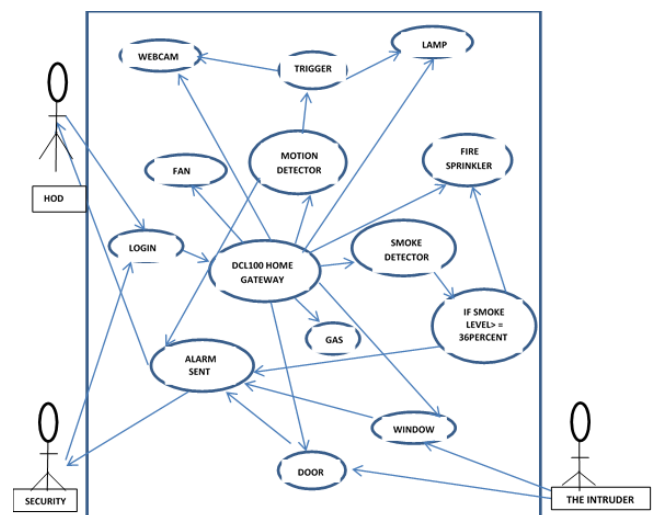 WEBCAM
TRIGGER
LAMP
FAN
MOTION
DETECTOR
FIRE
SPRINKLER
HOD
LOGIN
DCL100 HOME
GATEWAY
SMOKE
DETECTOR
GAS
IF SMOKE
LEVEL> =
36PERCENT
ALARM
SENT
WINDOW
DOOR
SECURITY
THE INTRUDER